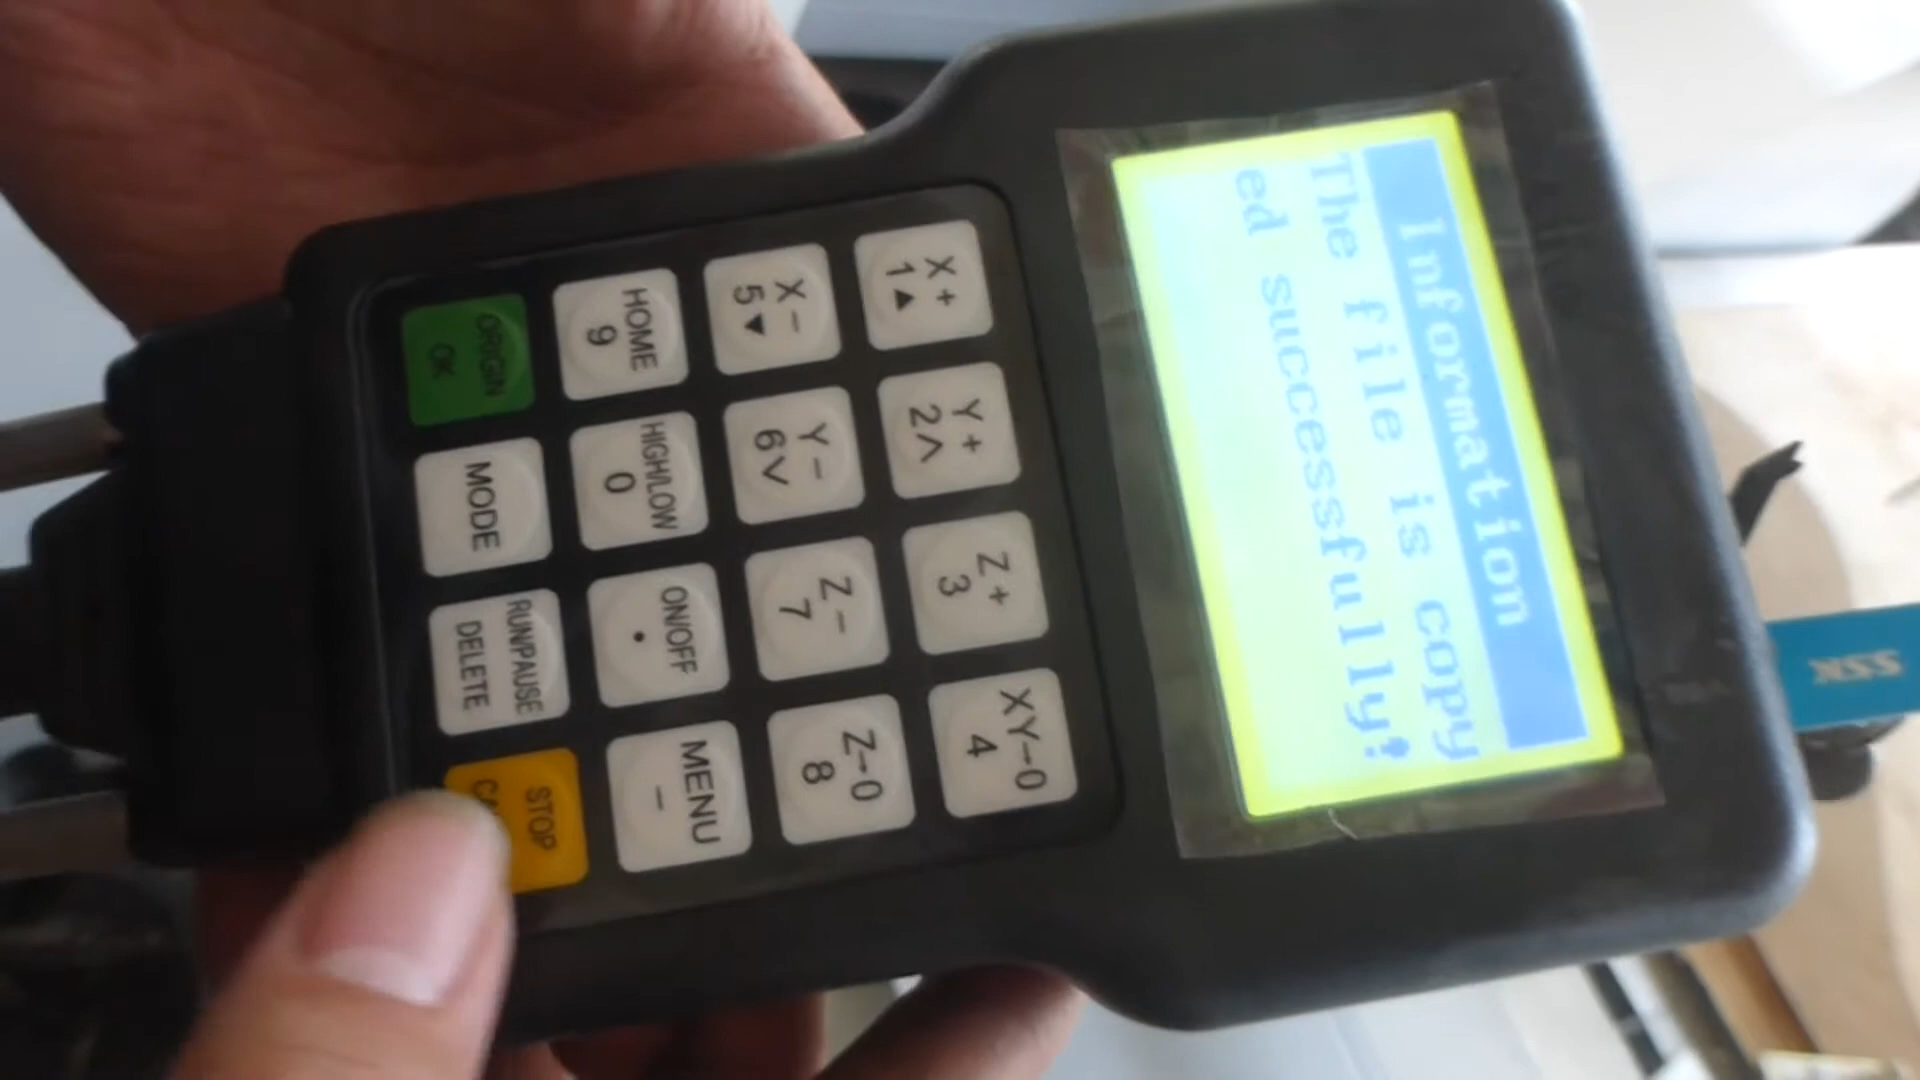 Information
The file is copy
ed successfully!
X+
1▲
Y+
2∧
Z+
3
XY→0
4
X−
5▼
Y−
6∨
Z−
7
Z→0
8
HOME
9
HIGH/LOW
0
ON/OFF
•
MENU
−
ORIGIN
OK
MODE
RUN/PAUSE
DELETE
STOP
SSK